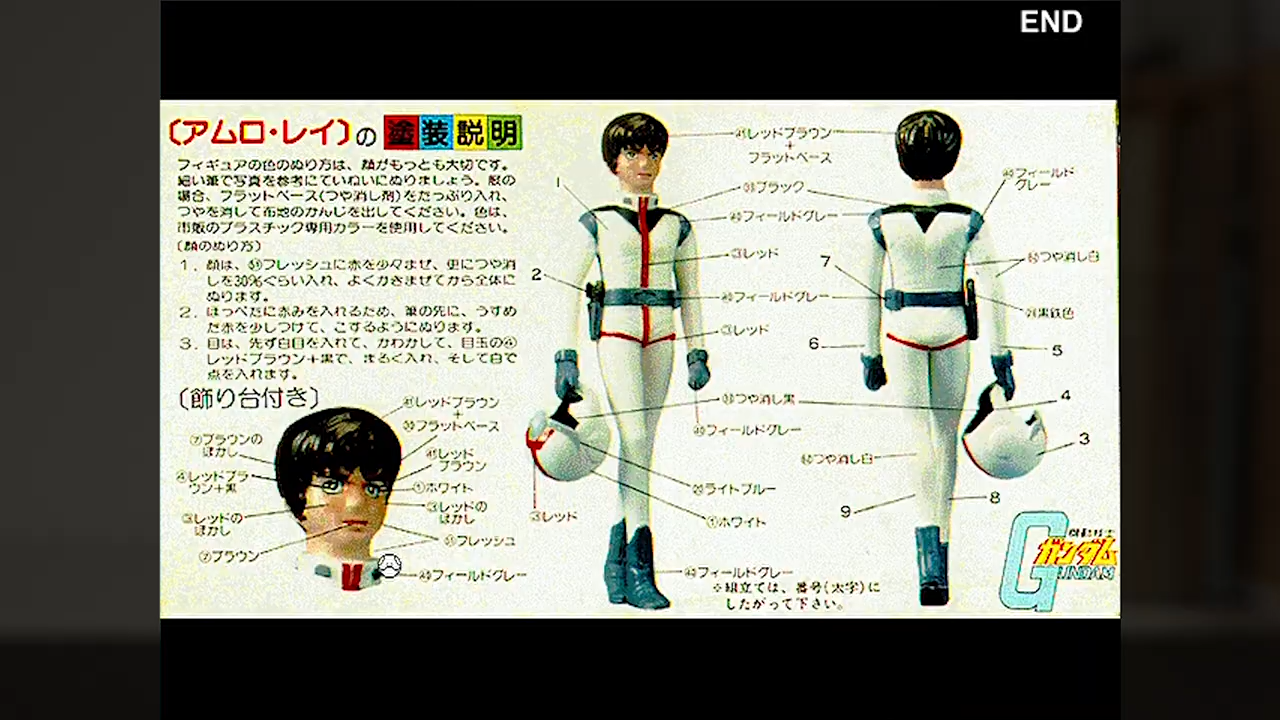 END
〔アムロ・レイ〕の塗装説明
フィギュアの色のぬり方は、顔がもっとも大切です。
細い筆で写真を参考にていねいにぬりましょう。服の
場合、フラットベース(つや消し剤)をたっぷり入れ、
つやを消して布地のかんじを出してください。色は、
市販のプラスチック専用カラーを使用してください。
(顔のぬり方)
1. 顔は、�51フレッシュに赤を少々まぜ、更につや消
しを30%ぐらい入れ、よくかきまぜてから全体に
ぬります。
2. ほっぺたに赤みを入れるため、筆の先に、うすめ
た赤を少しつけて、こするようにぬります。
3. 目は、先ず白目を入れて、かわかして、目玉の㊶
レッドブラウン+黒で、まるく入れ、そして白で
点を入れます。
〔飾り台付き〕
㊶レッドブラウン
+
フラットベース
⑦ブラウンの
ぼかし
レッドブラ
ウン+黒
③レッドの
ぼかし
⑦ブラウン
㊶レッド
ブラウン
①ホワイト
③レッドの
ぼかし
フレッシュ
フィールドグレー
1
2
㊶レッドブラウン
+
フラットベース
㉝ブラック
フィールドグレー
③レッド
フィールドグレー
③レッド
㉝つや消し黒
フィールドグレー
ライトブルー
①ホワイト
③レッド
フィールドグレー
※組立ては、番号(太字)に
したがって下さい。
フィールド
グレー
つや消し白
黒鉄色
つや消し白
7
6
5
4
3
8
9
機動戦士
ガンダム
GUNDAM